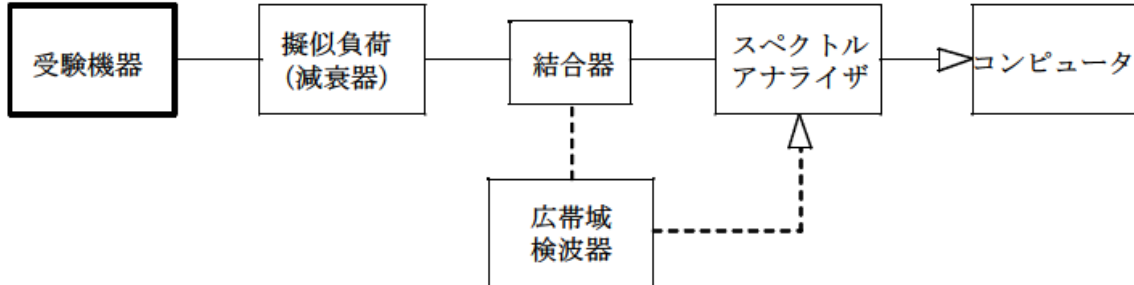 受験機器
擬似負荷
(減衰器)
結合器
スペクトル
アナライザ
コンピュータ
広帯域
検波器